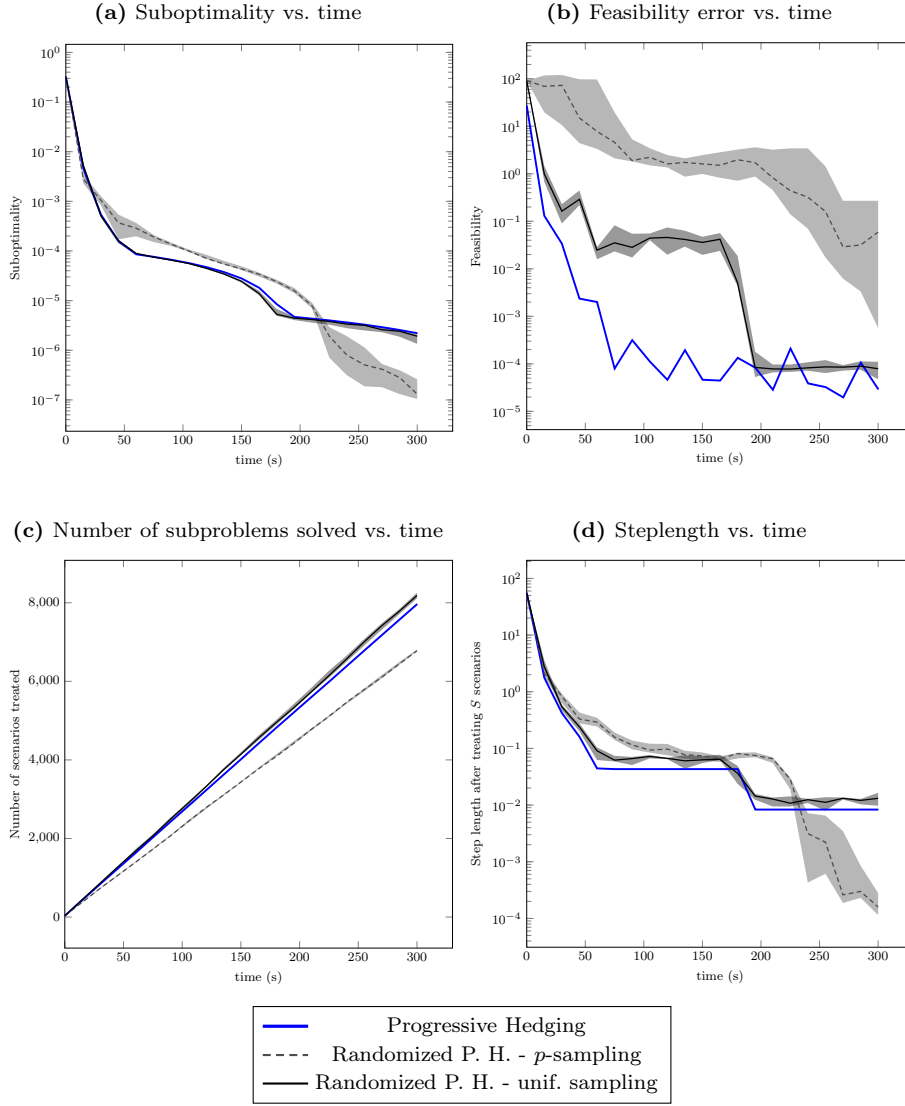 (a) Suboptimality vs. time
(b) Feasibility error vs. time
10^0
10^-1
10^-2
10^-3
10^-4
10^-5
10^-6
10^-7
Suboptimality
0 50 100 150 200 250 300
time (s)
10^2
10^1
10^0
10^-1
10^-2
10^-3
10^-4
10^-5
Feasibility
0 50 100 150 200 250 300
time (s)
(c) Number of subproblems solved vs. time
(d) Steplength vs. time
8,000
6,000
4,000
2,000
0
Number of scenarios treated
0 50 100 150 200 250 300
time (s)
10^2
10^1
10^0
10^-1
10^-2
10^-3
10^-4
Step length after treating S scenarios
0 50 100 150 200 250 300
time (s)
Progressive Hedging
Randomized P. H. - p-sampling
Randomized P. H. - unif. sampling